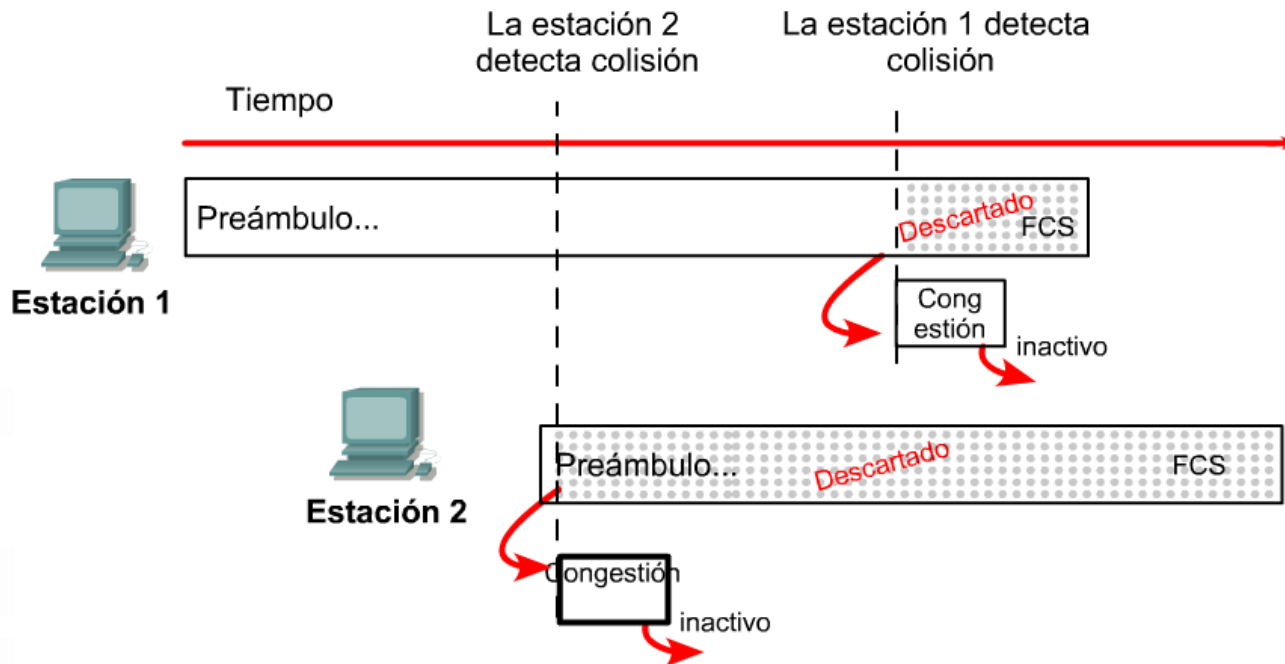 La estación 2
detecta colisión
La estación 1 detecta
colisión
Tiempo
Preámbulo...
Descartado
FCS
Estación 1
Cong
estión
inactivo
Preámbulo...
Descartado
FCS
Estación 2
Congestión
inactivo